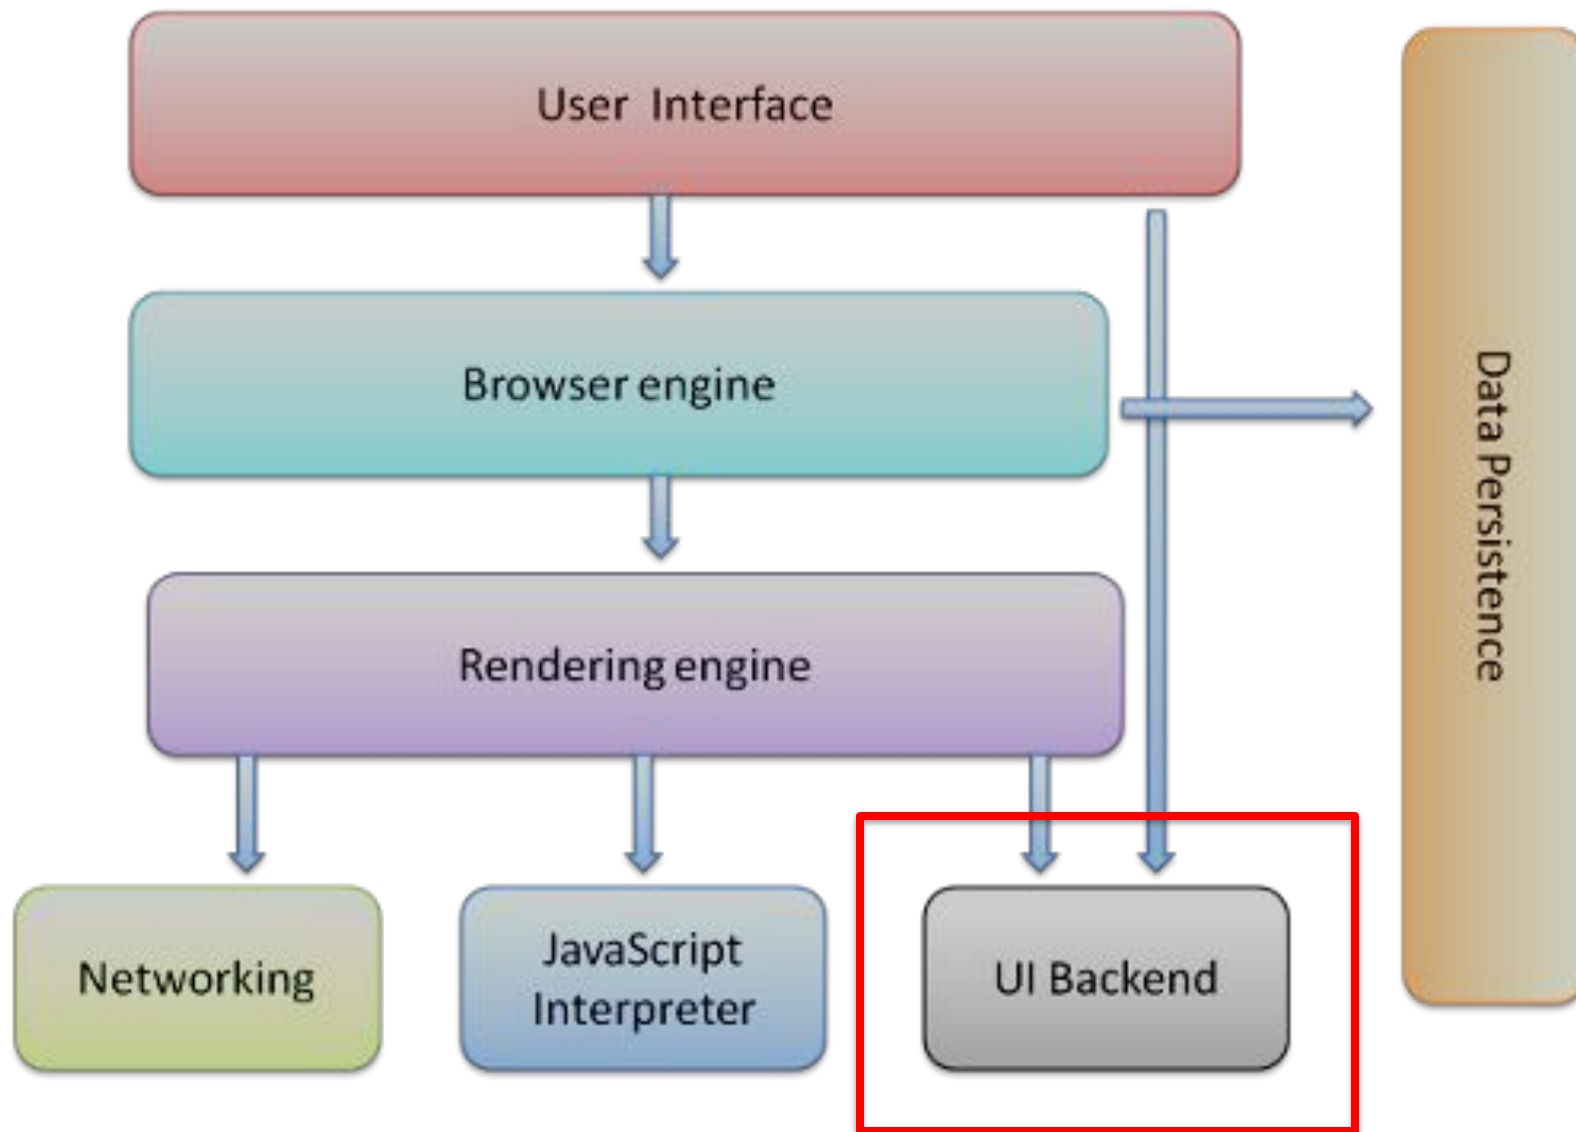 User Interface
Browser engine
Data Persistence
Rendering engine
Networking
JavaScript
Interpreter
UI Backend